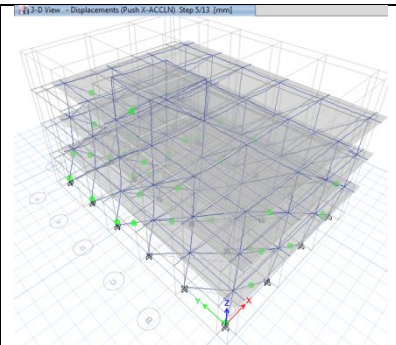 3-D View - Displacements (Push X-ACCLN) Step 5/13 [mm]
Z
Y
X
B